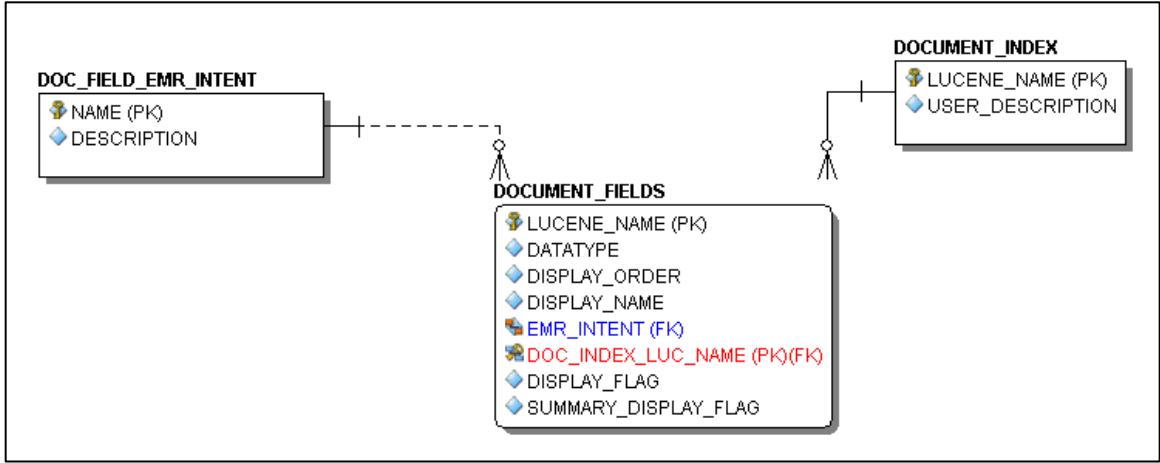 DOC_FIELD_EMR_INTENT
NAME (PK)
DESCRIPTION
DOCUMENT_INDEX
LUCENE_NAME (PK)
USER_DESCRIPTION
DOCUMENT_FIELDS
LUCENE_NAME (PK)
DATATYPE
DISPLAY_ORDER
DISPLAY_NAME
EMR_INTENT (FK)
DOC_INDEX_LUC_NAME (PK)(FK)
DISPLAY_FLAG
SUMMARY_DISPLAY_FLAG